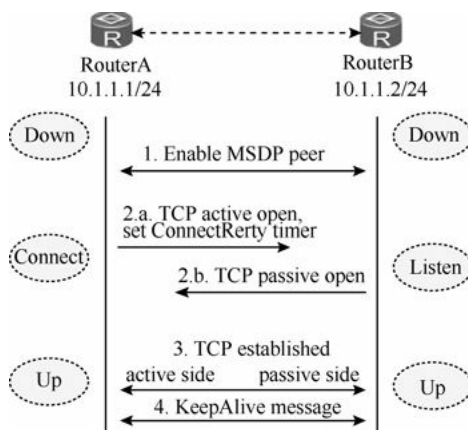 R R
RouterA RouterB
10.1.1.1/24 10.1.1.2/24
Down Down
1. Enable MSDP peer
2.a. TCP active open,
set ConnectRerty timer
Connect Listen
2.b. TCP passive open
3. TCP established
Up active side passive side Up
4. KeepAlive message